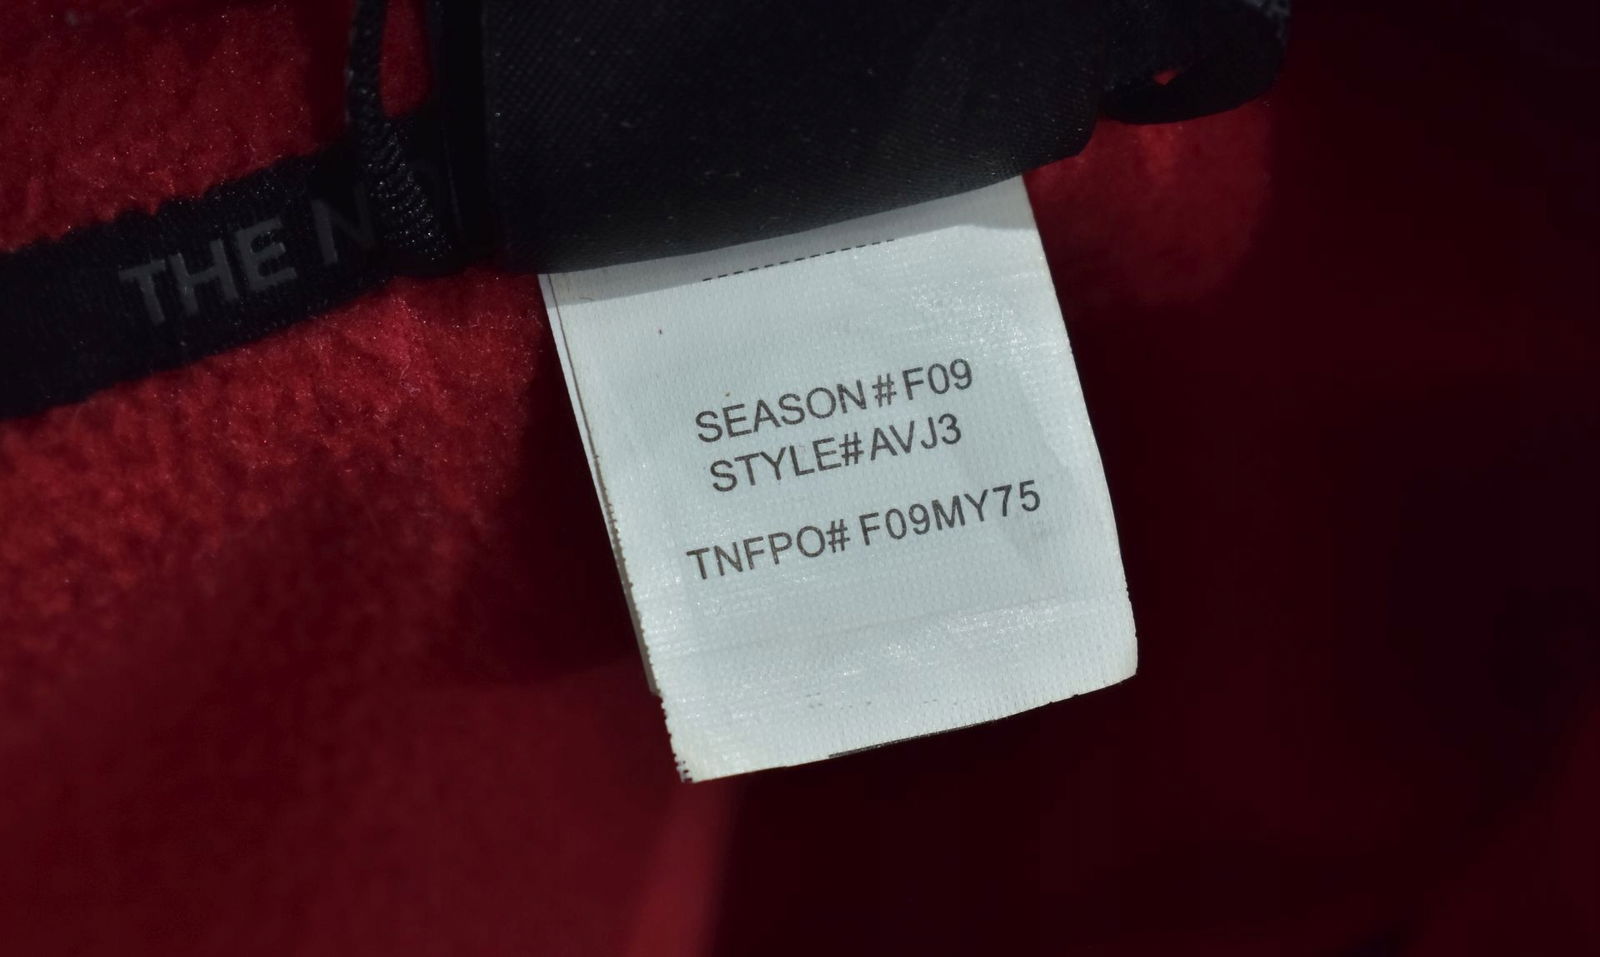 THE N
SEASON# F09
STYLE#AVJ3
TNFPO# F09MY75